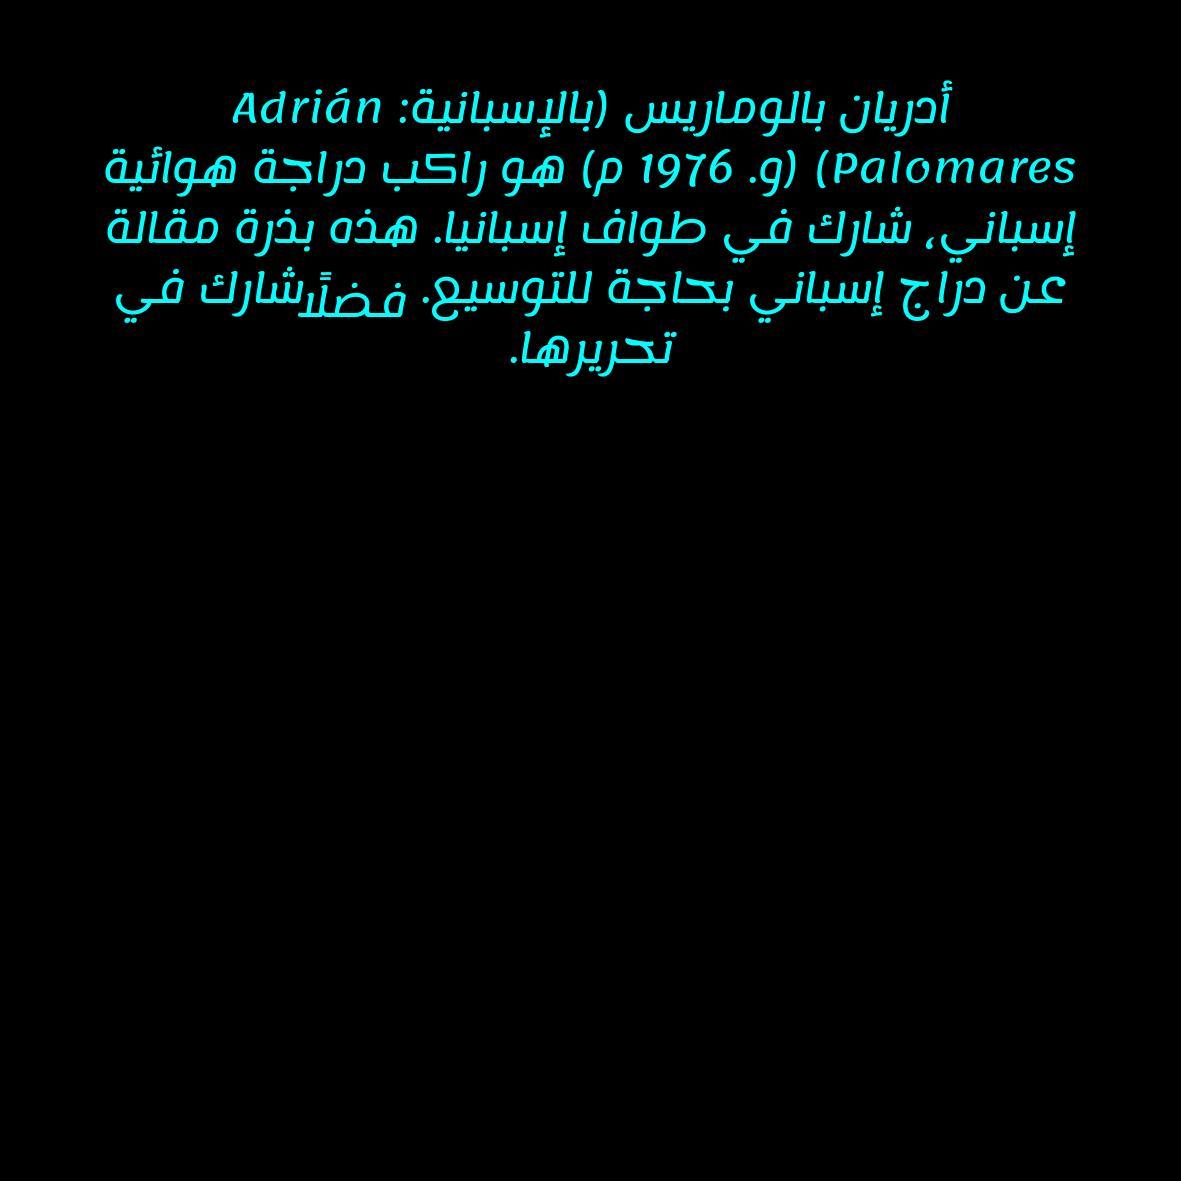 أدريان بالوماريس (بالإسبانية: Adrián
Palomares) (و. 1976 م) هو راكب دراجة هوائية
إسباني، شارك في طواف إسبانيا. هذه بذرة مقالة
عن دراج إسباني بحاجة للتوسيع. فضلًا شارك في
تحريرها.